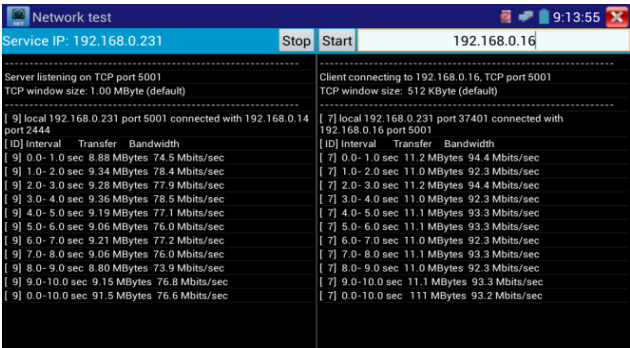 Network test
9:13:55
NET
Service IP: 192.168.0.231
Stop
Start
192.168.0.16
------------------------------------------------------------
Server listening on TCP port 5001
TCP window size: 1.00 MByte (default)
------------------------------------------------------------
[ 9] local 192.168.0.231 port 5001 connected with 192.168.0.14
port 2444
[ ID] Interval Transfer Bandwidth
[ 9] 0.0- 1.0 sec 8.88 MBytes 74.5 Mbits/sec
[ 9] 1.0- 2.0 sec 9.34 MBytes 78.4 Mbits/sec
[ 9] 2.0- 3.0 sec 9.28 MBytes 77.9 Mbits/sec
[ 9] 3.0- 4.0 sec 9.36 MBytes 78.5 Mbits/sec
[ 9] 4.0- 5.0 sec 9.19 MBytes 77.1 Mbits/sec
[ 9] 5.0- 6.0 sec 9.06 MBytes 76.0 Mbits/sec
[ 9] 6.0- 7.0 sec 9.21 MBytes 77.2 Mbits/sec
[ 9] 7.0- 8.0 sec 9.06 MBytes 76.0 Mbits/sec
[ 9] 8.0- 9.0 sec 8.80 MBytes 73.9 Mbits/sec
[ 9] 9.0-10.0 sec 9.15 MBytes 76.8 Mbits/sec
[ 9] 0.0-10.0 sec 91.5 MBytes 76.6 Mbits/sec
------------------------------------------------------------
Client connecting to 192.168.0.16, TCP port 5001
TCP window size: 512 KByte (default)
------------------------------------------------------------
[ 7] local 192.168.0.231 port 37401 connected with
192.168.0.16 port 5001
[ ID] Interval Transfer Bandwidth
[ 7] 0.0- 1.0 sec 11.2 MBytes 94.4 Mbits/sec
[ 7] 1.0- 2.0 sec 11.0 MBytes 92.3 Mbits/sec
[ 7] 2.0- 3.0 sec 11.2 MBytes 94.4 Mbits/sec
[ 7] 3.0- 4.0 sec 11.0 MBytes 92.3 Mbits/sec
[ 7] 4.0- 5.0 sec 11.1 MBytes 93.3 Mbits/sec
[ 7] 5.0- 6.0 sec 11.1 MBytes 93.3 Mbits/sec
[ 7] 6.0- 7.0 sec 11.0 MBytes 92.3 Mbits/sec
[ 7] 7.0- 8.0 sec 11.1 MBytes 93.3 Mbits/sec
[ 7] 8.0- 9.0 sec 11.0 MBytes 92.3 Mbits/sec
[ 7] 9.0-10.0 sec 11.1 MBytes 93.3 Mbits/sec
[ 7] 0.0-10.0 sec 111 MBytes 93.2 Mbits/sec